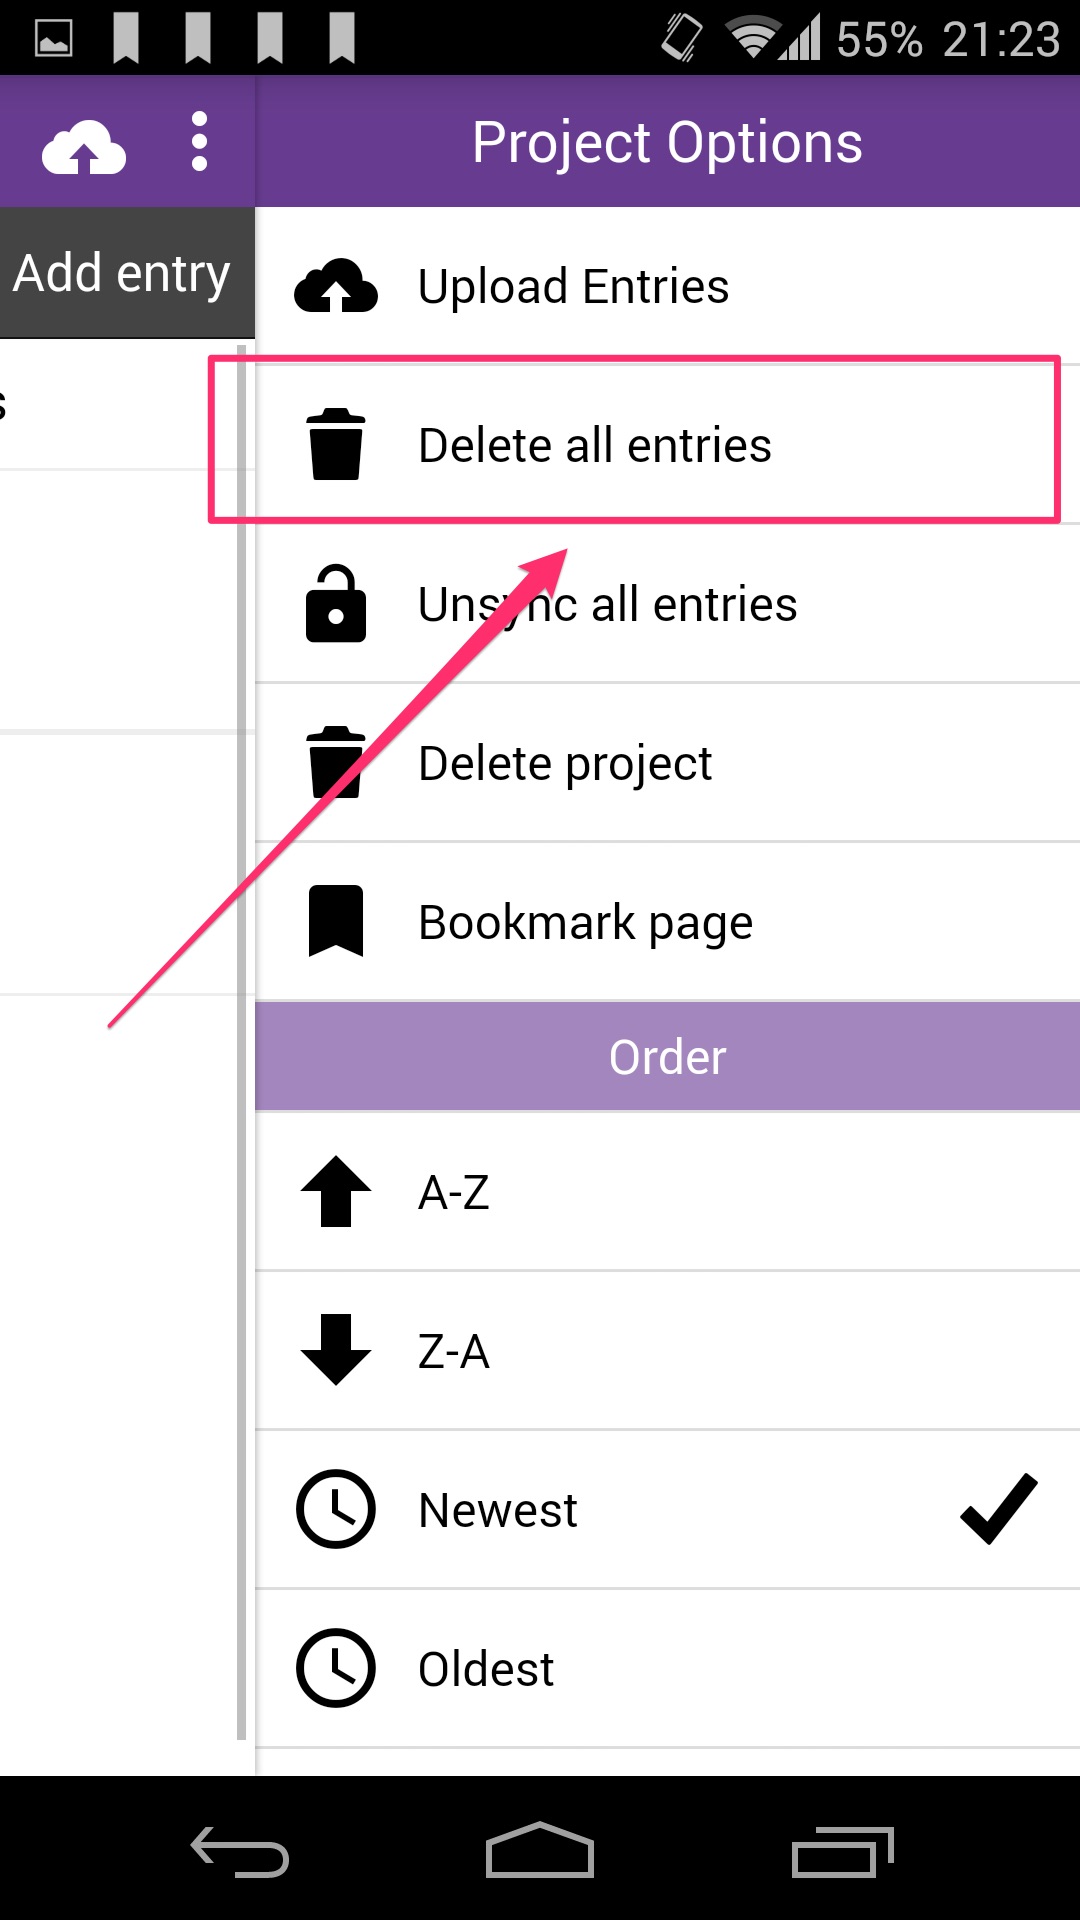 55% 21:23
Project Options
Add entry
Upload Entries
s
Delete all entries
Unsync all entries
Delete project
Bookmark page
Order
A-Z
Z-A
Newest
Oldest